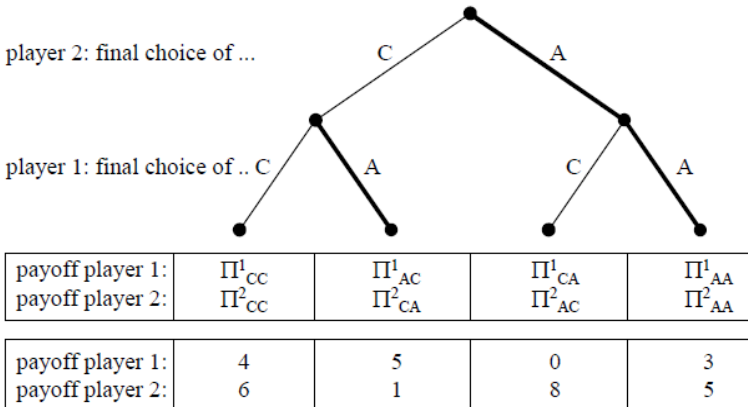 player 2: final choice of ... C A
player 1: final choice of .. C A C A
payoff player 1: Π¹CC Π¹AC Π¹CA Π¹AA
payoff player 2: Π²CC Π²CA Π²AC Π²AA
payoff player 1: 4 5 0 3
payoff player 2: 6 1 8 5